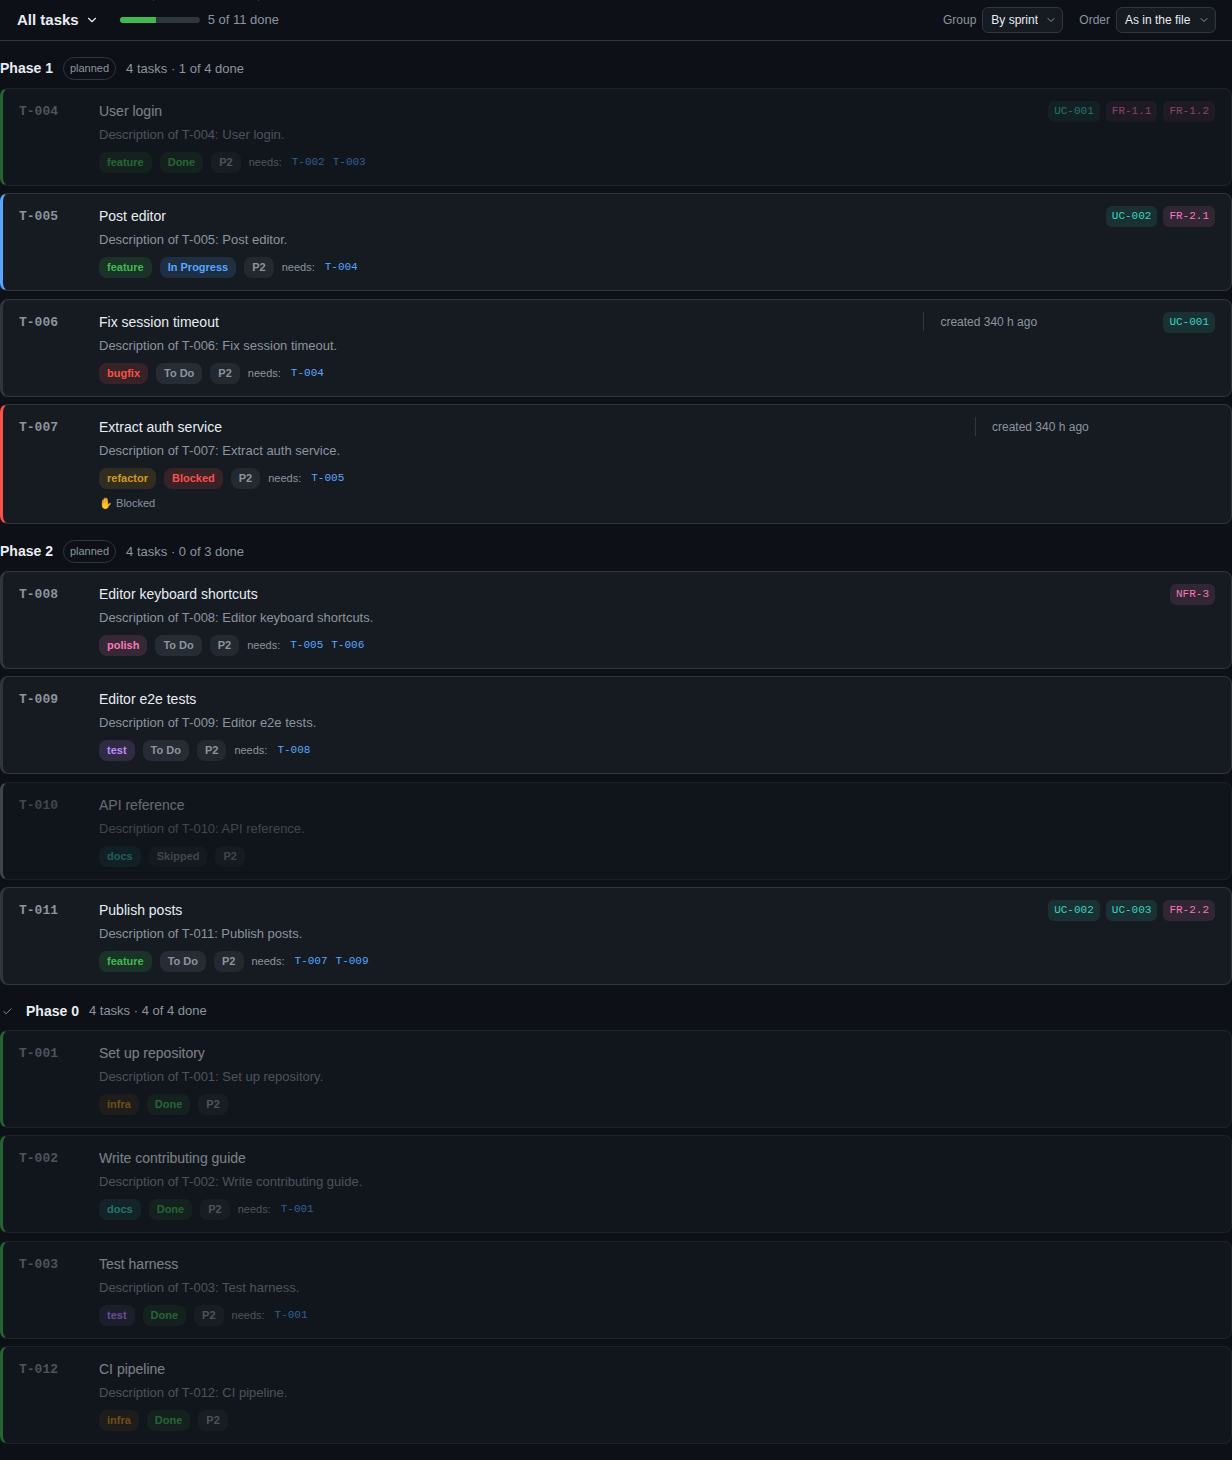 All tasks 5 of 11 done Group By sprint Order As in the file
Phase 1 planned 4 tasks · 1 of 4 done
T-004 User login UC-001 FR-1.1 FR-1.2
Description of T-004: User login.
feature Done P2 needs: T-002 T-003
T-005 Post editor UC-002 FR-2.1
Description of T-005: Post editor.
feature In Progress P2 needs: T-004
T-006 Fix session timeout created 340 h ago UC-001
Description of T-006: Fix session timeout.
bugfix To Do P2 needs: T-004
T-007 Extract auth service created 340 h ago
Description of T-007: Extract auth service.
refactor Blocked P2 needs: T-005
✋ Blocked
Phase 2 planned 4 tasks · 0 of 3 done
T-008 Editor keyboard shortcuts NFR-3
Description of T-008: Editor keyboard shortcuts.
polish To Do P2 needs: T-005 T-006
T-009 Editor e2e tests
Description of T-009: Editor e2e tests.
test To Do P2 needs: T-008
T-010 API reference
Description of T-010: API reference.
docs Skipped P2
T-011 Publish posts UC-002 UC-003 FR-2.2
Description of T-011: Publish posts.
feature To Do P2 needs: T-007 T-009
✓ Phase 0 4 tasks · 4 of 4 done
T-001 Set up repository
Description of T-001: Set up repository.
infra Done P2
T-002 Write contributing guide
Description of T-002: Write contributing guide.
docs Done P2 needs: T-001
T-003 Test harness
Description of T-003: Test harness.
test Done P2 needs: T-001
T-012 CI pipeline
Description of T-012: CI pipeline.
infra Done P2